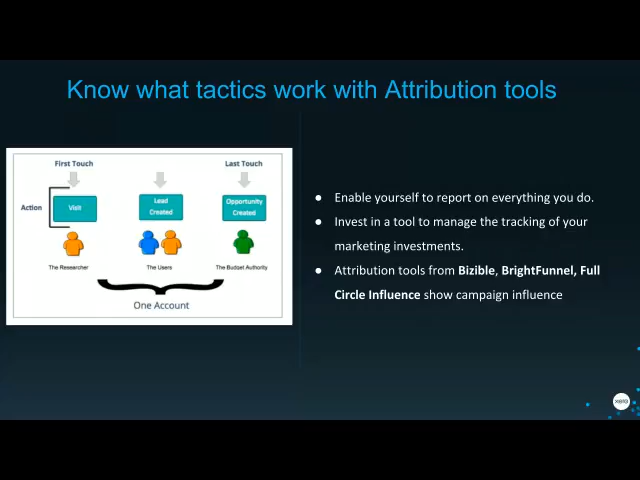 Know what tactics work with Attribution tools
First Touch
Last Touch
Action
Visit
Lead
Created
Opportunity
Created
The Researcher
The Users
The Budget Authority
One Account
● Enable yourself to report on everything you do.
● Invest in a tool to manage the tracking of your
marketing investments.
● Attribution tools from Bizible, BrightFunnel, Full
Circle Influence show campaign influence
xero